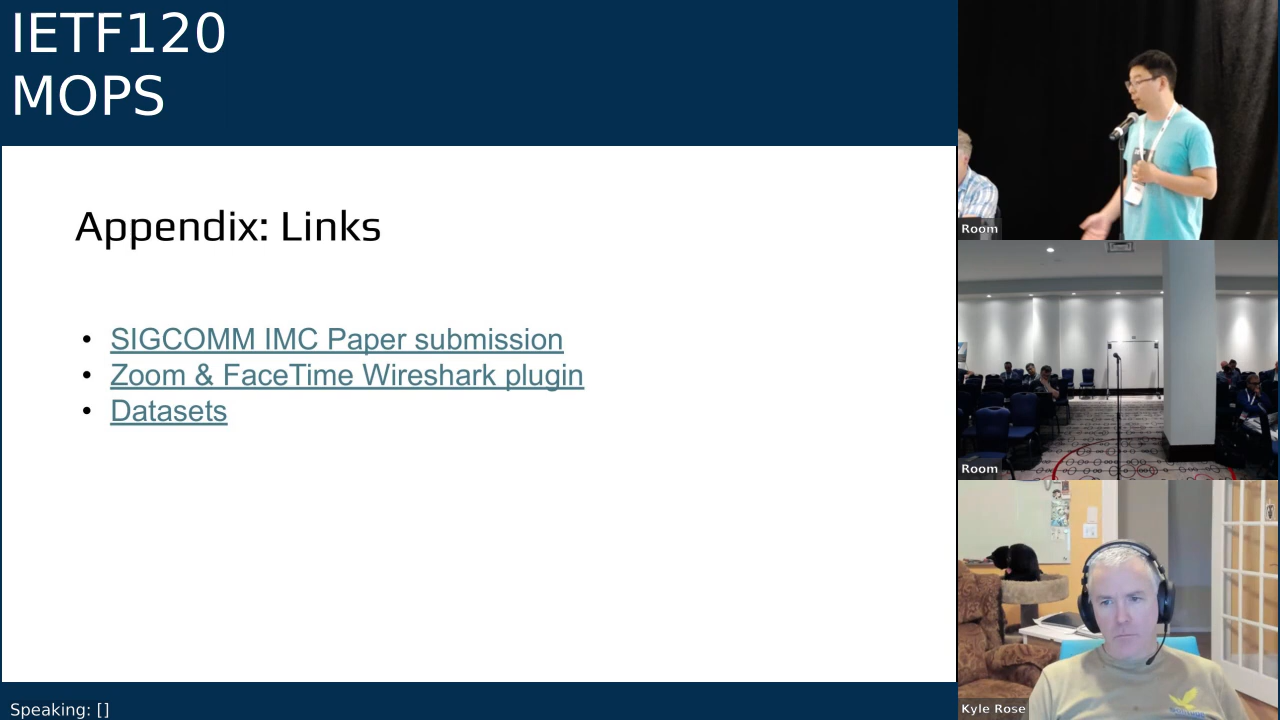 IETF120
MOPS
Appendix: Links
• SIGCOMM IMC Paper submission
• Zoom & FaceTime Wireshark plugin
• Datasets
Speaking: []
Room
Room
Kyle Rose